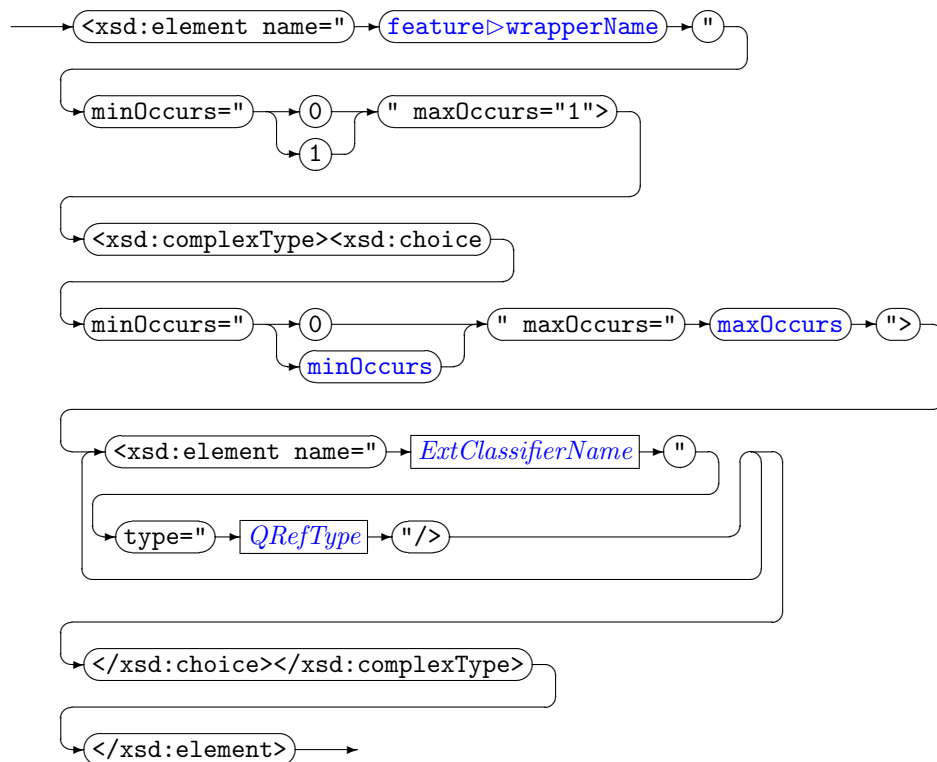 <xsd:element name=" feature▷wrapperName "
minOccurs=" 0 " maxOccurs="1">
1
<xsd:complexType><xsd:choice
minOccurs=" 0 " maxOccurs=" maxOccurs ">
minOccurs
<xsd:element name=" ExtClassifierName "
type=" QRefType "/>
</xsd:choice></xsd:complexType>
</xsd:element>